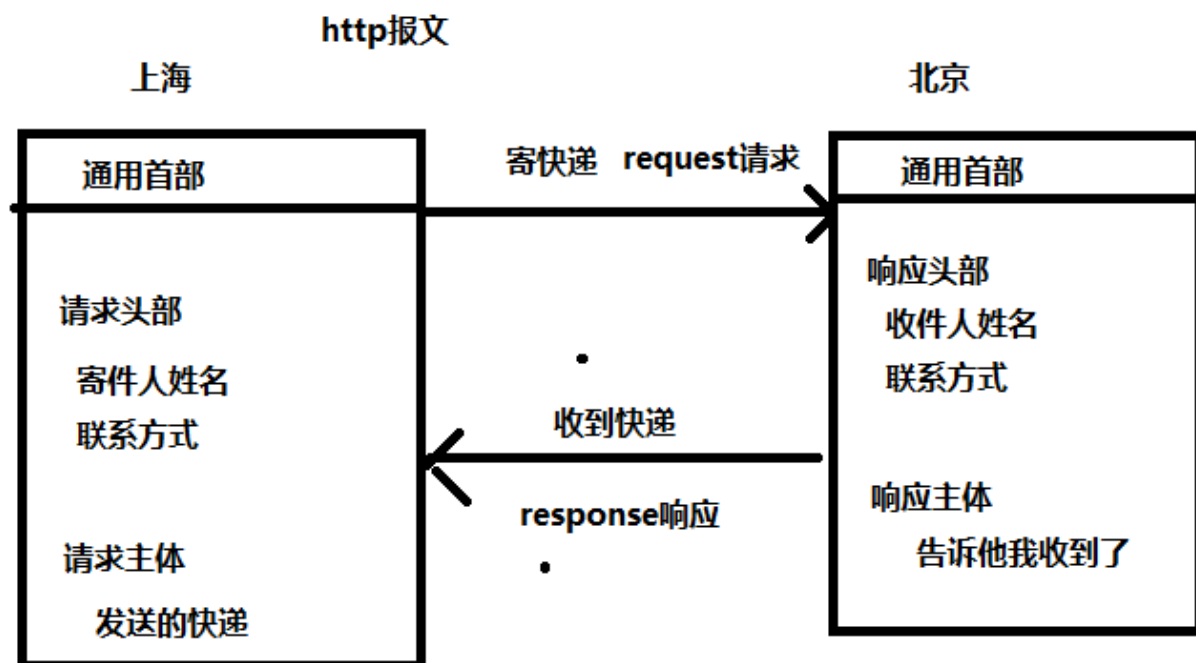 http报文
上海
北京
通用首部
寄快递 request请求
通用首部
请求头部
寄件人姓名
联系方式
响应头部
收件人姓名
联系方式
收到快递
response响应
请求主体
发送的快递
响应主体
告诉他我收到了